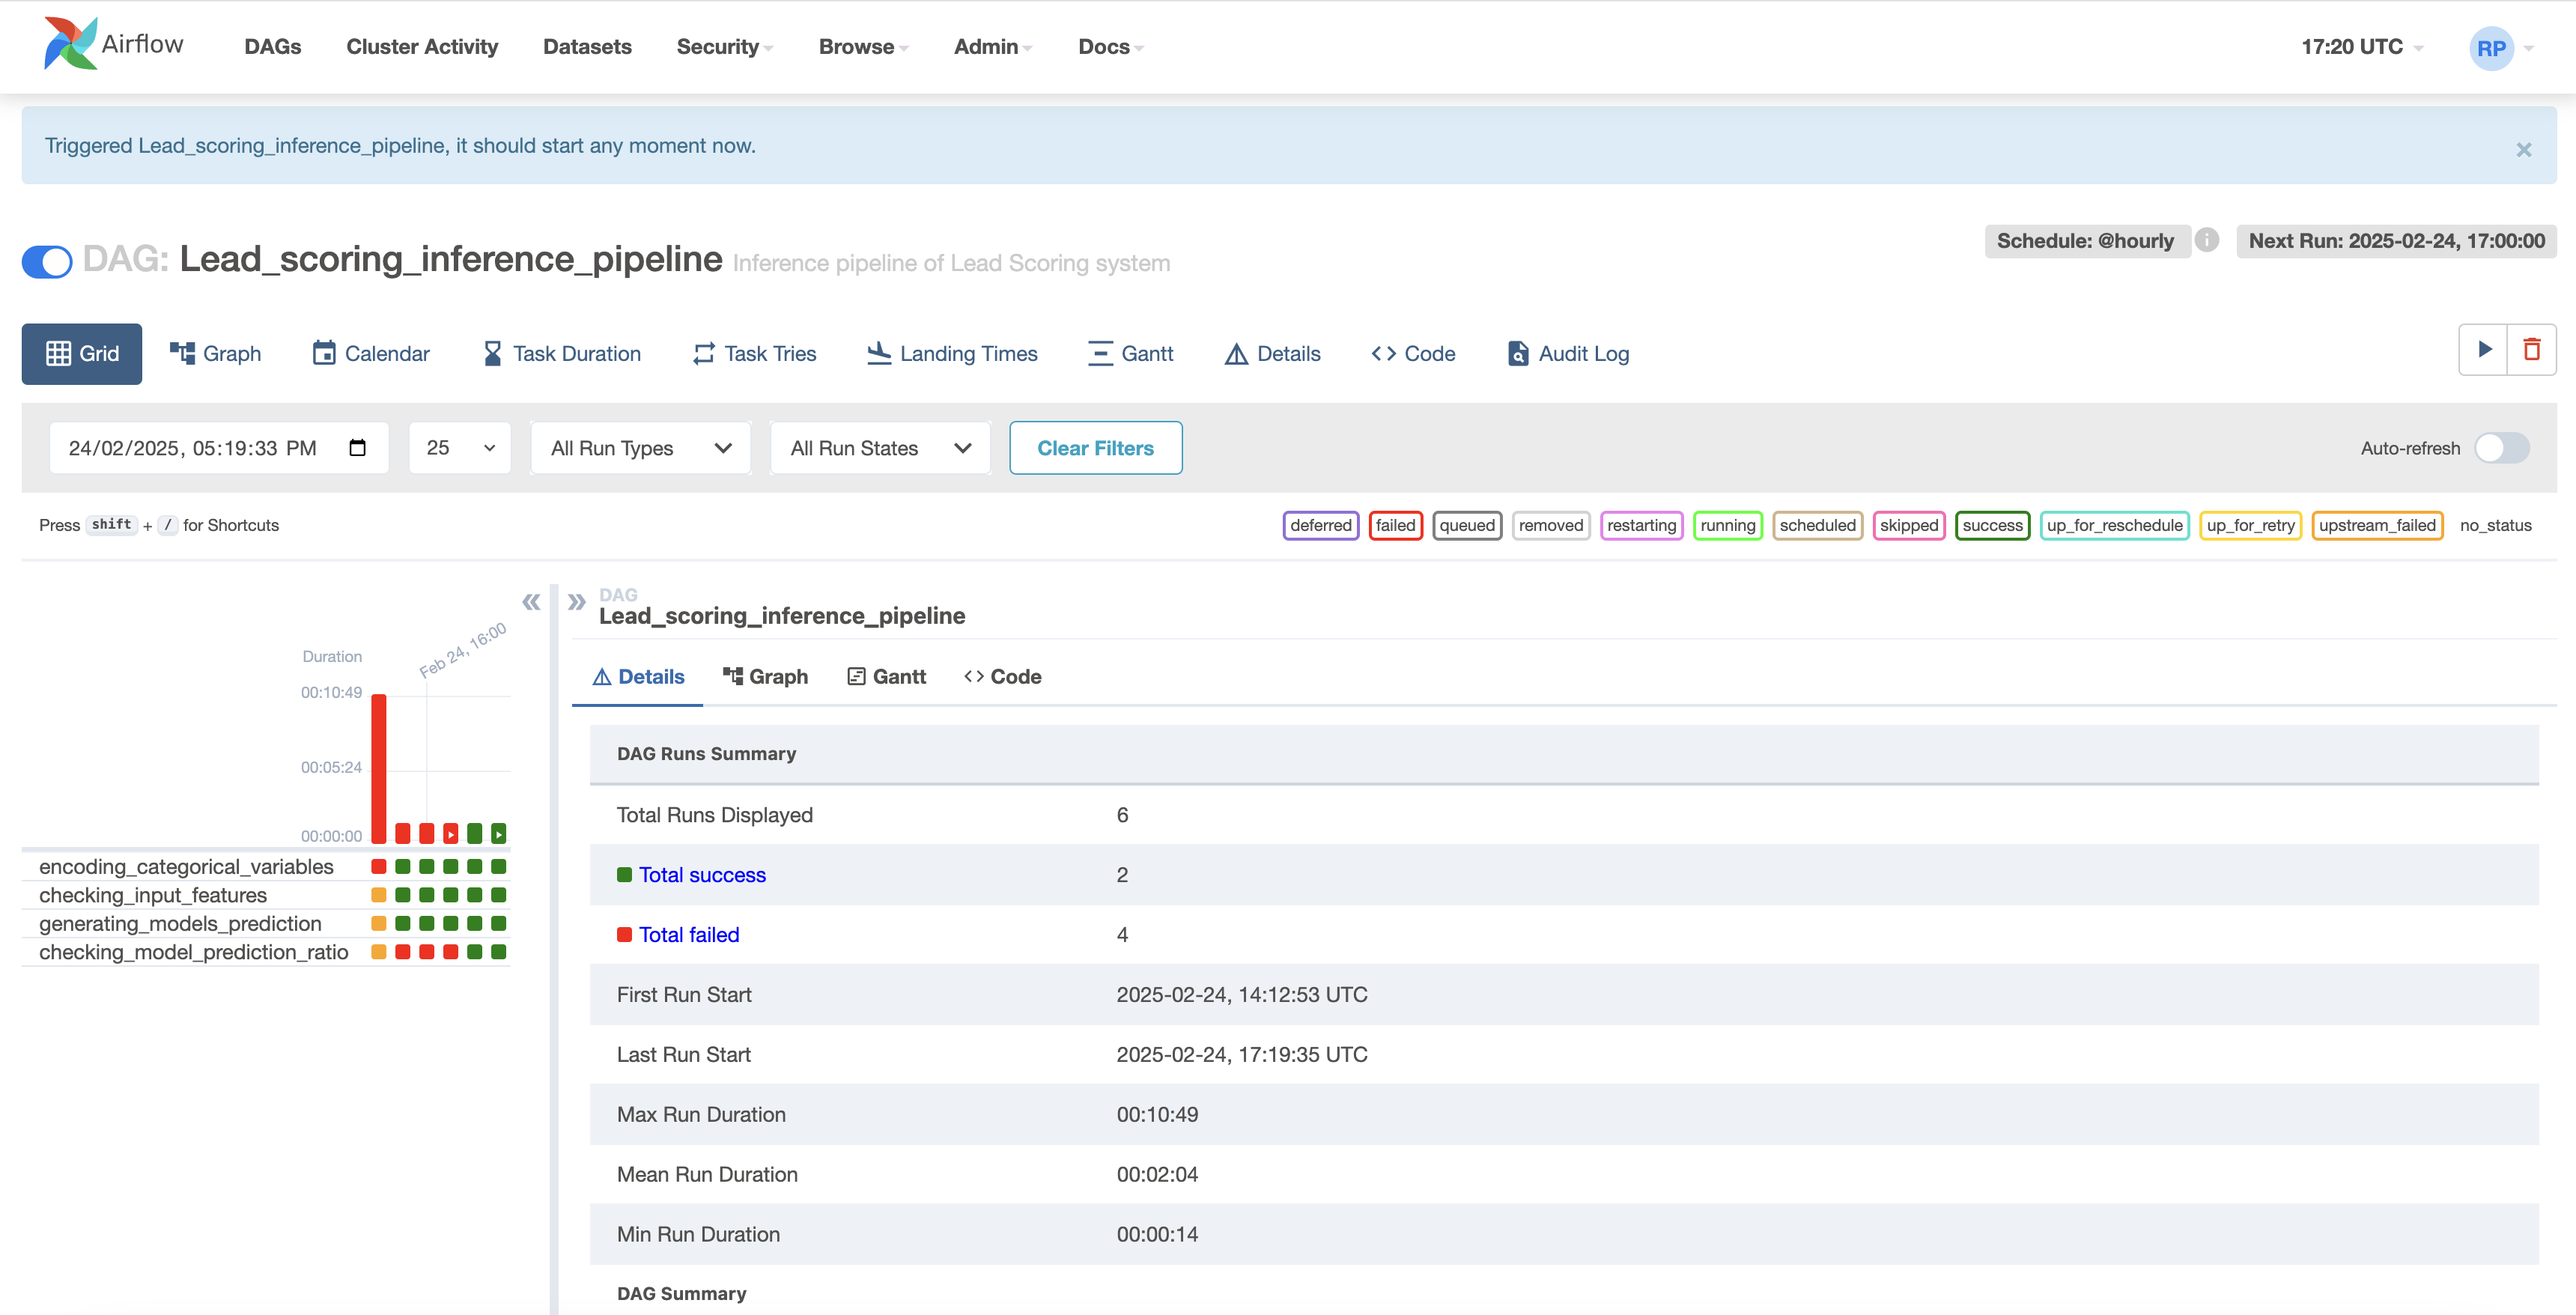 Airflow DAGs Cluster Activity Datasets Security Browse Admin Docs 17:20 UTC RP
Triggered Lead_scoring_inference_pipeline, it should start any moment now. ×
DAG: Lead_scoring_inference_pipeline Inference pipeline of Lead Scoring system
Schedule: @hourly i Next Run: 2025-02-24, 17:00:00
Grid Graph Calendar Task Duration Task Tries Landing Times Gantt Details Code Audit Log
24/02/2025, 05:19:33 PM 25 All Run Types All Run States Clear Filters Auto-refresh
Press shift + / for Shortcuts
deferred failed queued removed restarting running scheduled skipped success up_for_reschedule up_for_retry upstream_failed no_status
Feb 24, 16:00
Duration
00:10:49
00:05:24
00:00:00
encoding_categorical_variables
checking_input_features
generating_models_prediction
checking_model_prediction_ratio
DAG
Lead_scoring_inference_pipeline
Details Graph Gantt Code
DAG Runs Summary
Total Runs Displayed 6
Total success 2
Total failed 4
First Run Start 2025-02-24, 14:12:53 UTC
Last Run Start 2025-02-24, 17:19:35 UTC
Max Run Duration 00:10:49
Mean Run Duration 00:02:04
Min Run Duration 00:00:14
DAG Summary